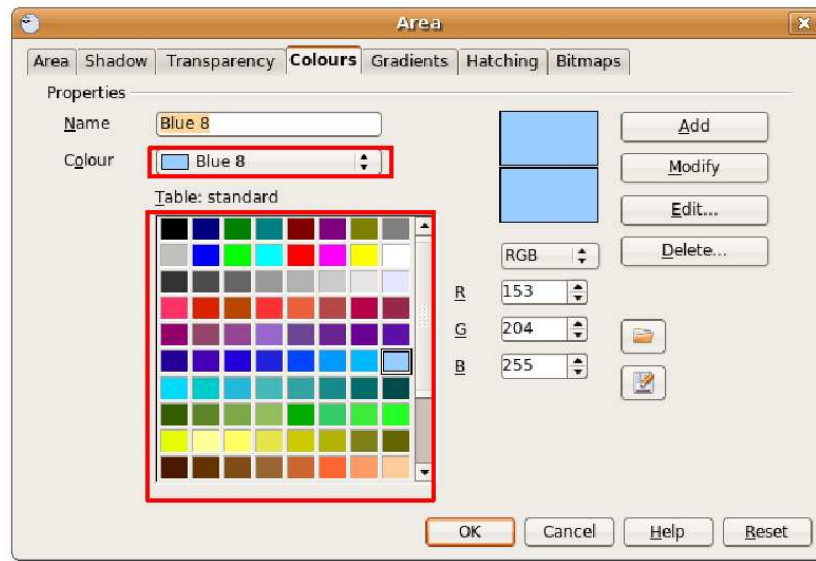 Area
Area Shadow Transparency Colours Gradients Hatching Bitmaps
Properties
Name Blue 8 Add
Colour Blue 8 Modify
Table: standard Edit...
RGB Delete...
R 153
G 204
B 255
OK Cancel Help Reset